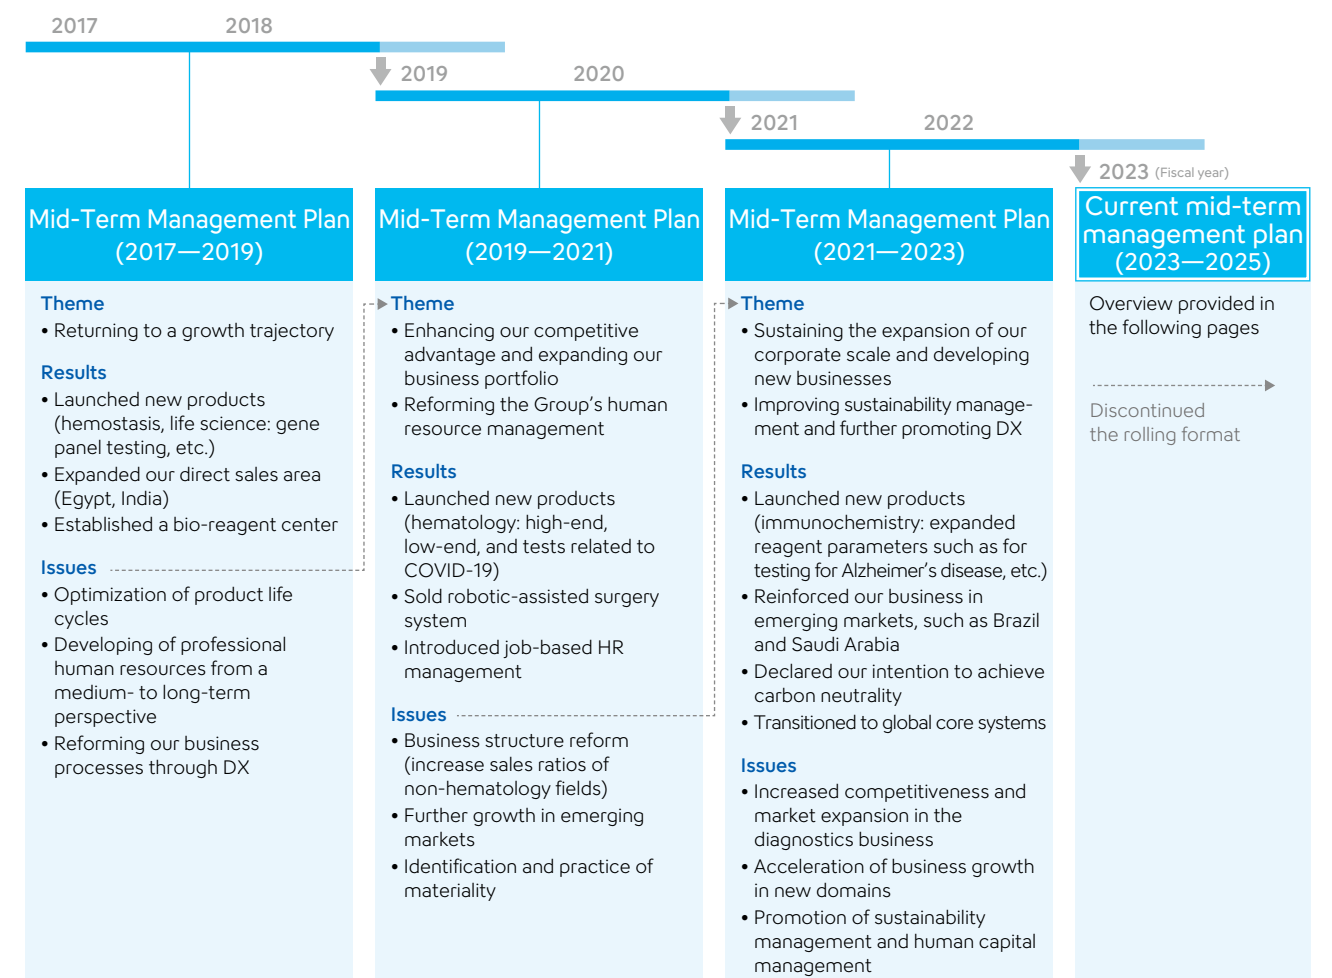 2017 2018
2019 2020
2021 2022
2023 (Fiscal year)
Mid-Term Management Plan
(2017—2019)
Theme
• Returning to a growth trajectory
Results
• Launched new products
(hemostasis, life science: gene
panel testing, etc.)
• Expanded our direct sales area
(Egypt, India)
• Established a bio-reagent center
Issues
• Optimization of product life
cycles
• Developing of professional
human resources from a
medium- to long-term
perspective
• Reforming our business
processes through DX
Mid-Term Management Plan
(2019—2021)
Theme
• Enhancing our competitive
advantage and expanding our
business portfolio
• Reforming the Group's human
resource management
Results
• Launched new products
(hematology: high-end,
low-end, and tests related to
COVID-19)
• Sold robotic-assisted surgery
system
• Introduced job-based HR
management
Issues
• Business structure reform
(increase sales ratios of
non-hematology fields)
• Further growth in emerging
markets
• Identification and practice of
materiality
Mid-Term Management Plan
(2021—2023)
Theme
• Sustaining the expansion of our
corporate scale and developing
new businesses
• Improving sustainability manage-
ment and further promoting DX
Results
• Launched new products
(immunochemistry: expanded
reagent parameters such as for
testing for Alzheimer's disease, etc.)
• Reinforced our business in
emerging markets, such as Brazil
and Saudi Arabia
• Declared our intention to achieve
carbon neutrality
• Transitioned to global core systems
Issues
• Increased competitiveness and
market expansion in the
diagnostics business
• Acceleration of business growth
in new domains
• Promotion of sustainability
management and human capital
management
Current mid-term
management plan
(2023—2025)
Overview provided in
the following pages
Discontinued
the rolling format